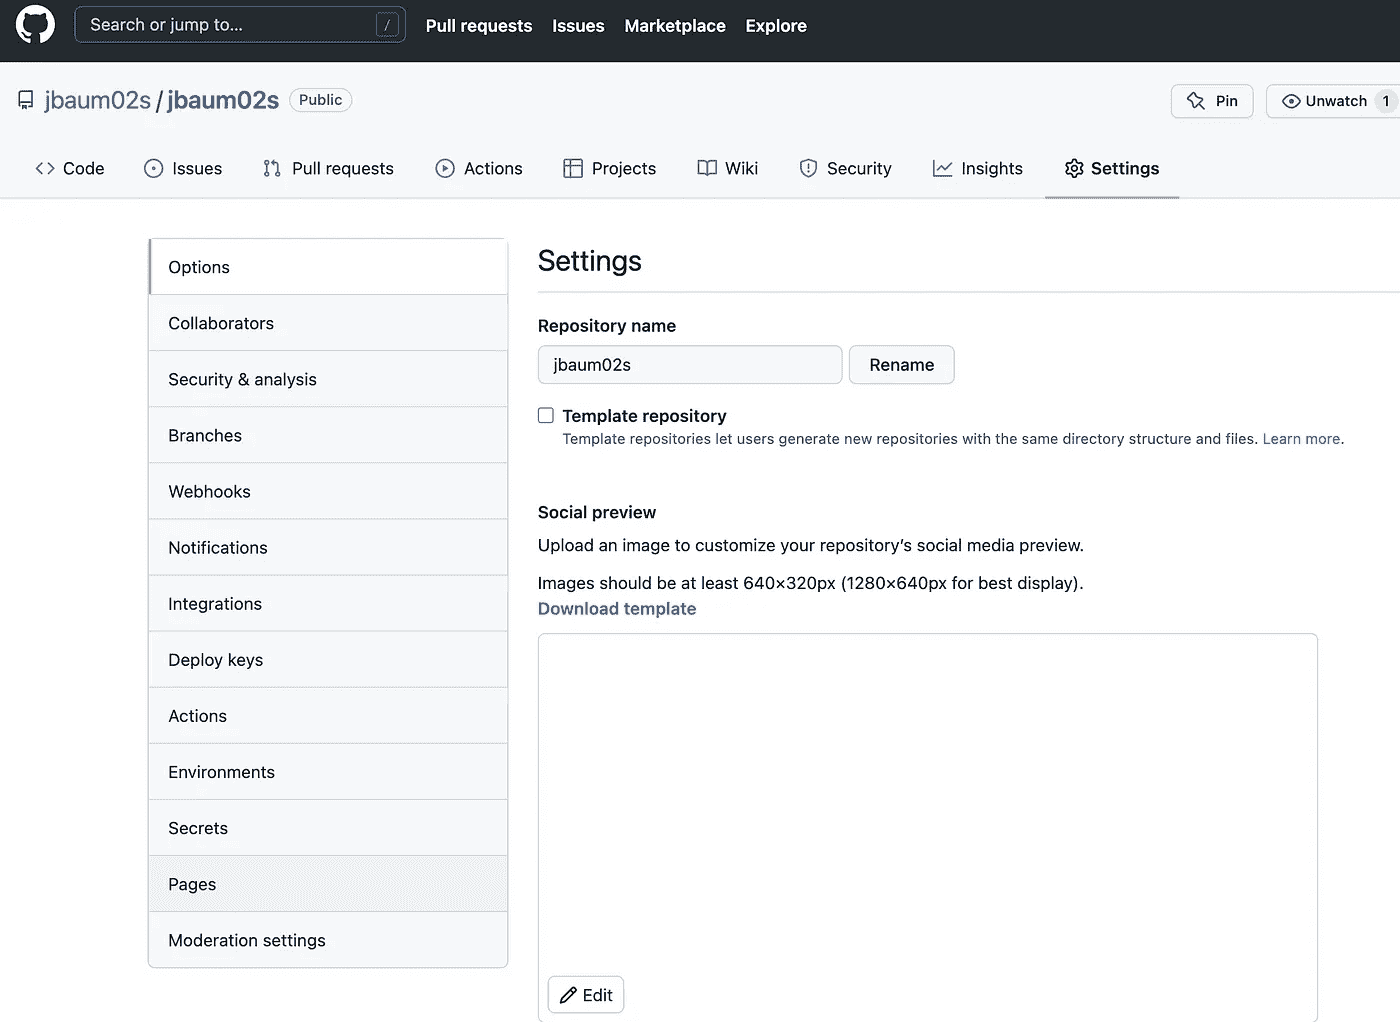 Search or jump to... /
Pull requests Issues Marketplace Explore
jbaum02s / jbaum02s Public
Pin Unwatch 1
Code Issues Pull requests Actions Projects Wiki Security Insights Settings
Options
Collaborators
Security & analysis
Branches
Webhooks
Notifications
Integrations
Deploy keys
Actions
Environments
Secrets
Pages
Moderation settings
Settings
Repository name
jbaum02s Rename
Template repository
Template repositories let users generate new repositories with the same directory structure and files. Learn more.
Social preview
Upload an image to customize your repository’s social media preview.
Images should be at least 640×320px (1280×640px for best display).
Download template
Edit